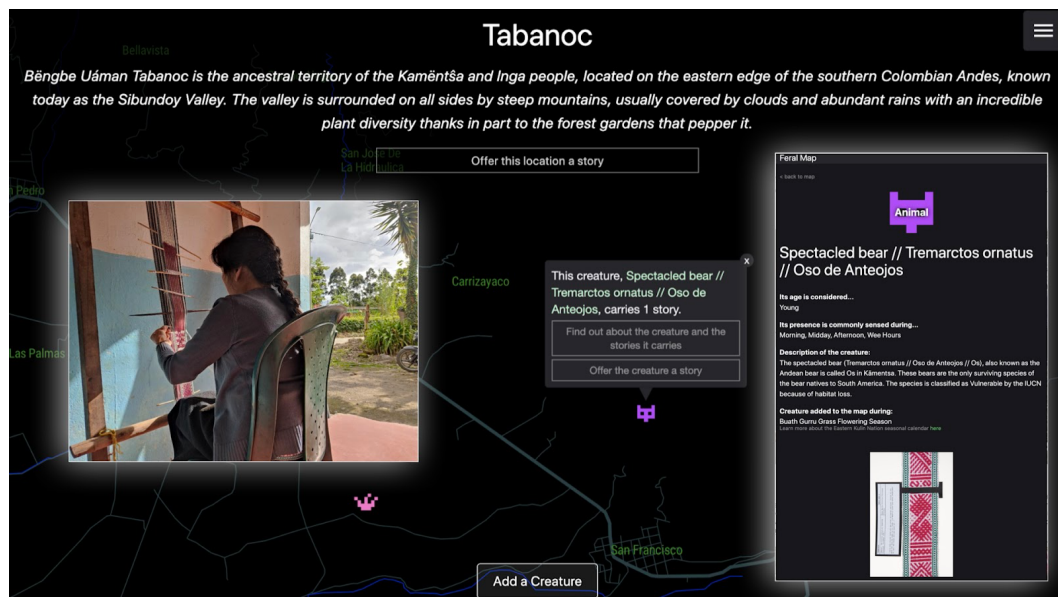 Tabanoc
Bëngbe Uáman Tabanoc is the ancestral territory of the Kamëntŝa and Inga people, located on the eastern edge of the southern Colombian Andes, known
today as the Sibundoy Valley. The valley is surrounded on all sides by steep mountains, usually covered by clouds and abundant rains with an incredible
plant diversity thanks in part to the forest gardens that pepper it.
Bellavista
San José De
La Hidraulica
Offer this location a story
n Pedro
Carrizayaco
Las Palmas
This creature, Spectacled bear //
Tremarctos ornatus // Oso de
Anteojos, carries 1 story.
x
Find out about the creature and the
stories it carries
Offer the creature a story
San Francisco
Add a Creature
Feral Map
< back to map
Animal
Spectacled bear // Tremarctos ornatus
// Oso de Anteojos
Its age is considered...
Young
Its presence is commonly sensed during...
Morning, Midday, Afternoon, Wee Hours
Description of the creature:
The spectacled bear (Tremarctos ornatus // Oso de Anteojos // Os), also known as the
Andean bear is called Os in Kámentsa. These bears are the only surviving species of
the bear natives to South America. The species is classified as Vulnerable by the IUCN
because of habitat loss.
Creature added to the map during:
Buath Gurru Grass Flowering Season
Learn more about the Eastern Kulin Nation seasonal calendar here